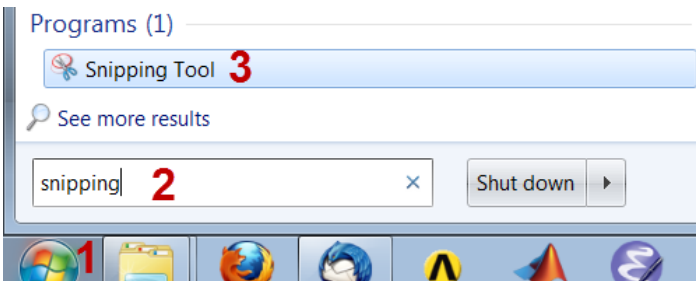 Programs (1)
Snipping Tool 3
See more results
snipping 2
Shut down
1